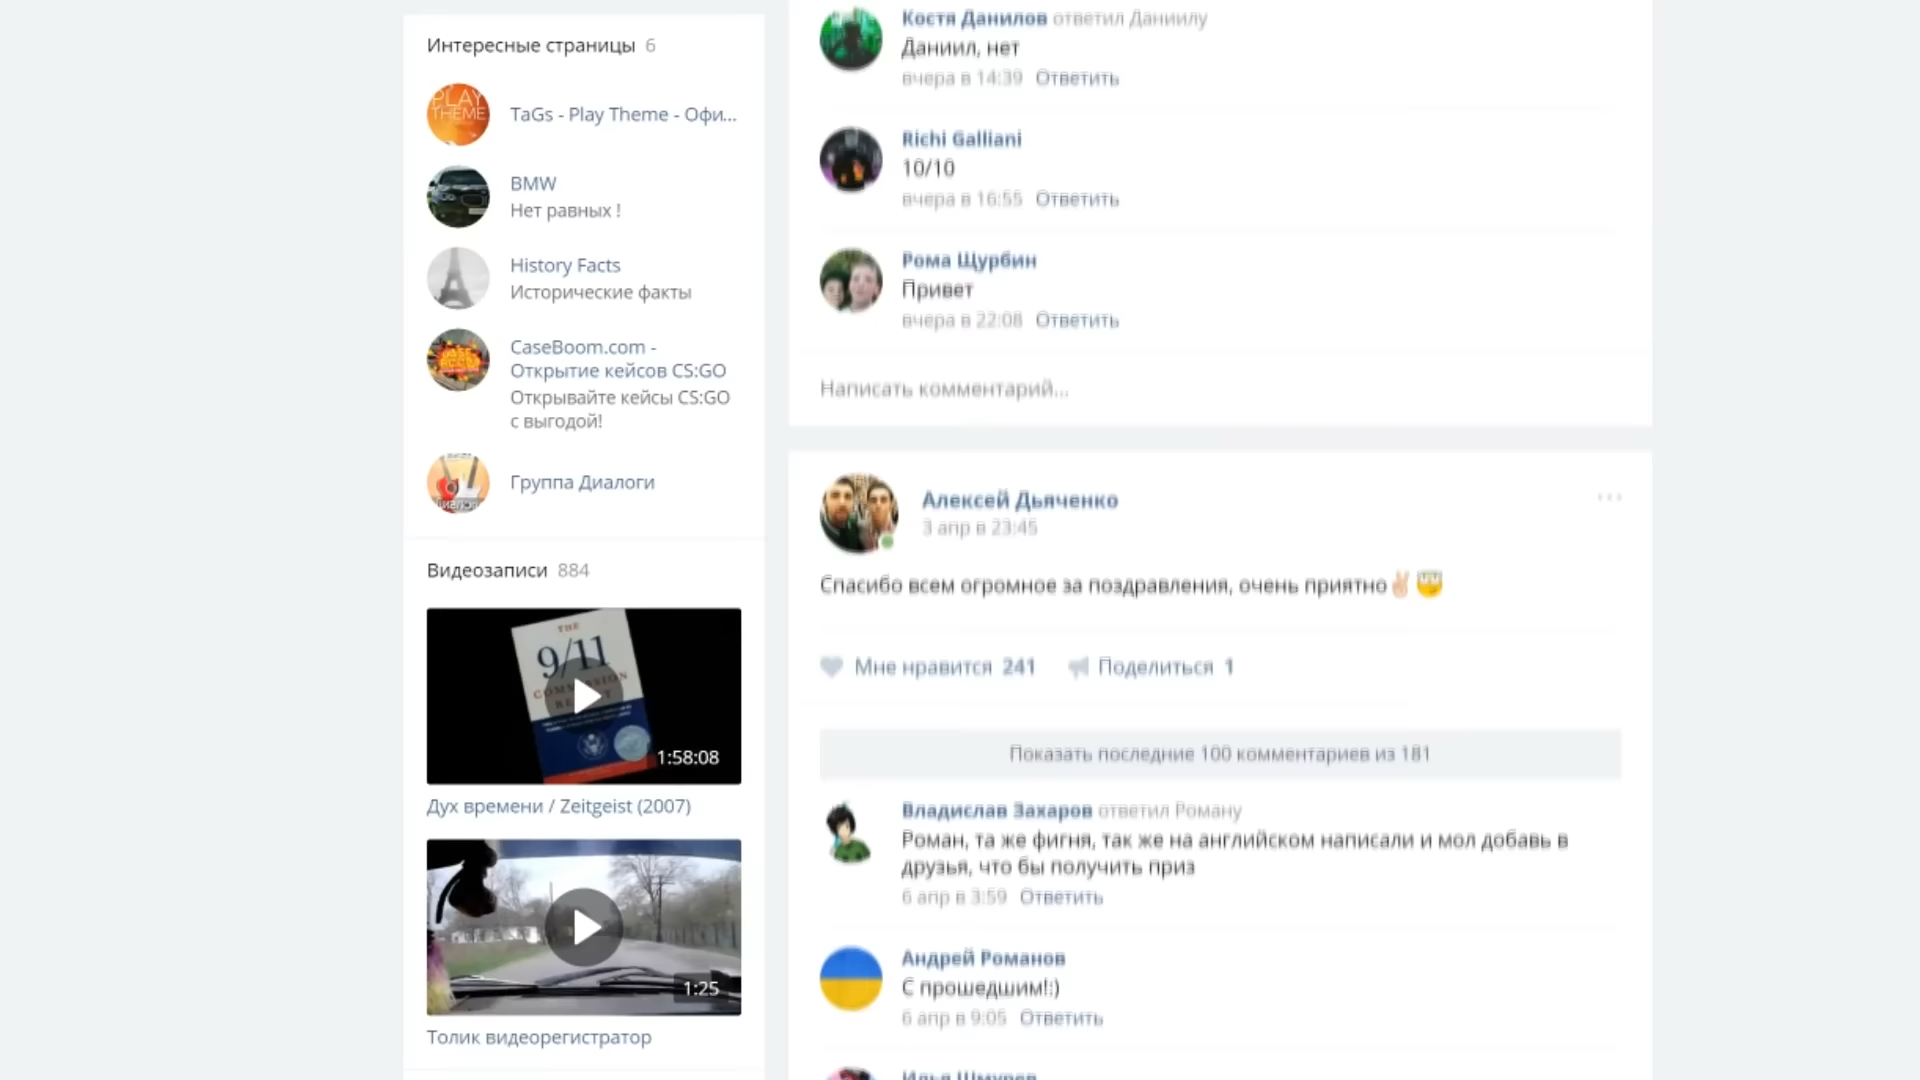 Интересные страницы 6
PLAY
THEME
TaGs - Play Theme - Офи...
BMW
Нет равных !
History Facts
Исторические факты
CaseBoom.com -
Открытие кейсов CS:GO
Открывайте кейсы CS:GO
с выгодой!
Группа Диалоги
Видеозаписи 884
THE
9/11
COMMISSION
1:58:08
Дух времени / Zeitgeist (2007)
1:25
Толик видеорегистратор
Костя Данилов ответил Даниилу
Даниил, нет
вчера в 14:39 Ответить
Richi Galliani
10/10
вчера в 16:55 Ответить
Рома Щурбин
Привет
вчера в 22:08 Ответить
Написать комментарий...
Алексей Дьяченко
3 апр в 23:45
Спасибо всем огромное за поздравления, очень приятно✌😇
Мне нравится 241 Поделиться 1
Показать последние 100 комментариев из 181
Владислав Захаров ответил Роману
Роман, та же фигня, так же на английском написали и мол добавь в
друзья, что бы получить приз
6 апр в 3:59 Ответить
Андрей Романов
С прошедшим!:)
6 апр в 9:05 Ответить
Илья Шмурев